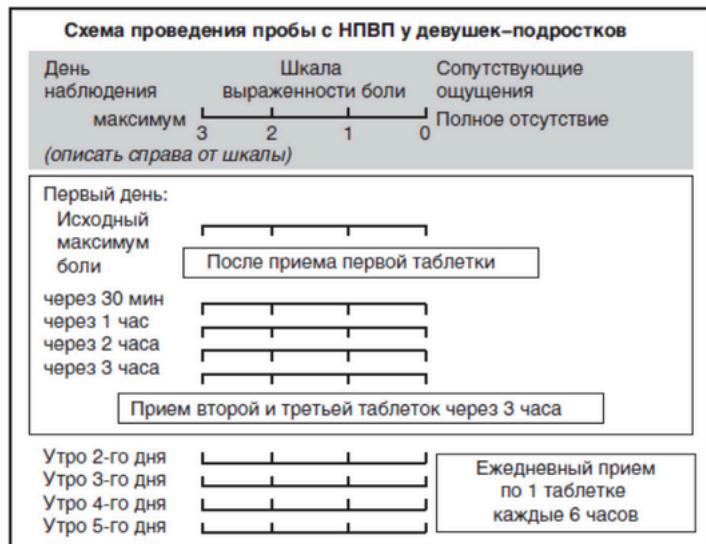 Схема проведения пробы с НПВП у девушек–подростков
День наблюдения
Шкала выраженности боли
Сопутствующие ощущения
максимум 3 2 1 0 Полное отсутствие
(описать справа от шкалы)
Первый день:
Исходный
максимум
боли
После приема первой таблетки
через 30 мин
через 1 час
через 2 часа
через 3 часа
Прием второй и третьей таблеток через 3 часа
Утро 2-го дня
Утро 3-го дня
Утро 4-го дня
Утро 5-го дня
Ежедневный прием
по 1 таблетке
каждые 6 часов